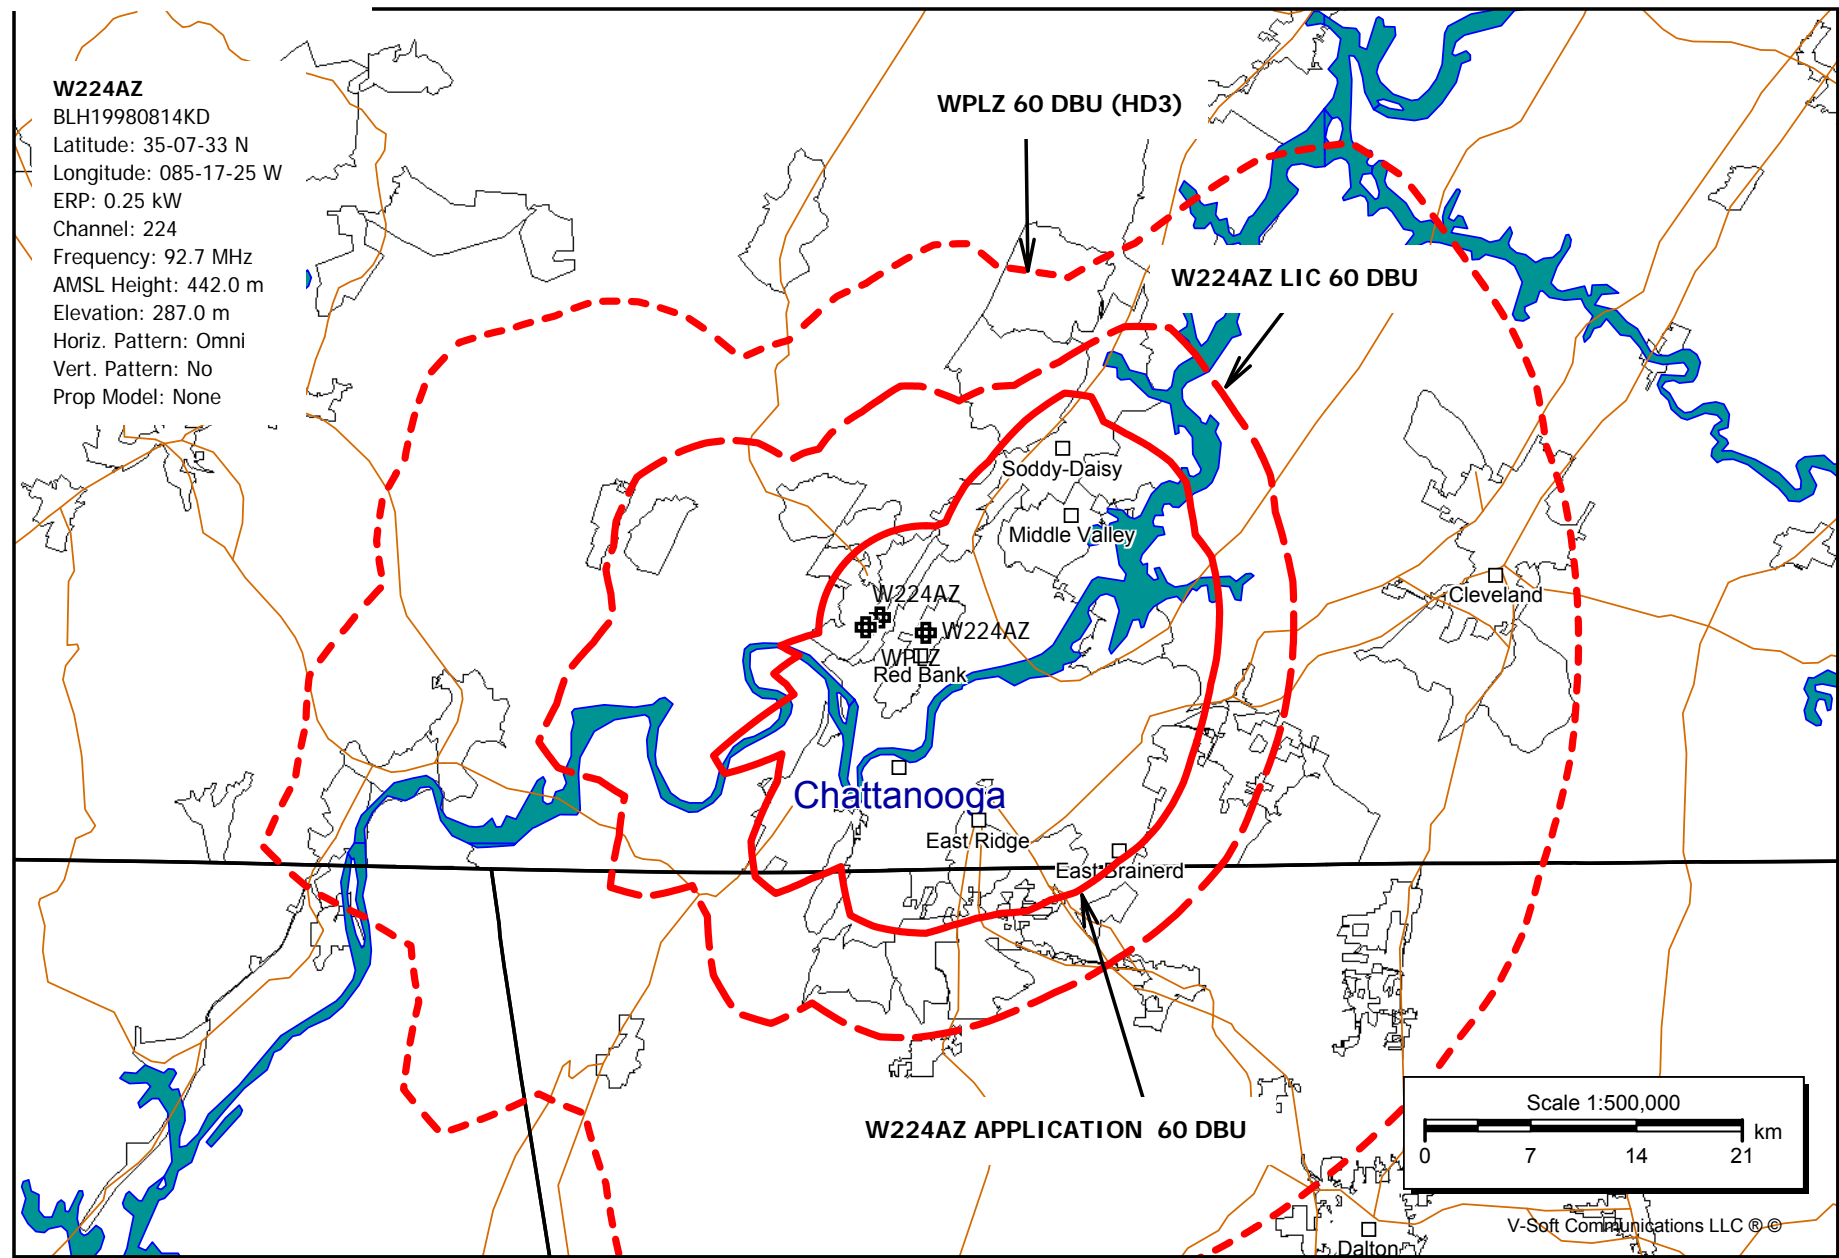 W224AZ
BLH19980814KD
Latitude: 35-07-33 N
Longitude: 085-17-25 W
ERP: 0.25 kW
Channel: 224
Frequency: 92.7 MHz
AMSL Height: 442.0 m
Elevation: 287.0 m
Horiz. Pattern: Omni
Vert. Pattern: No
Prop Model: None
WPLZ 60 DBU (HD3)
W224AZ LIC 60 DBU
Soddy-Daisy
Middle Valley
W224AZ
Cleveland
W224AZ
WPLZ
Red Bank
Chattanooga
East Ridge
East Brainerd
W224AZ APPLICATION 60 DBU
Scale 1:500,000
km
0 7 14 21
V-Soft Communications LLC ® ©
Dalton